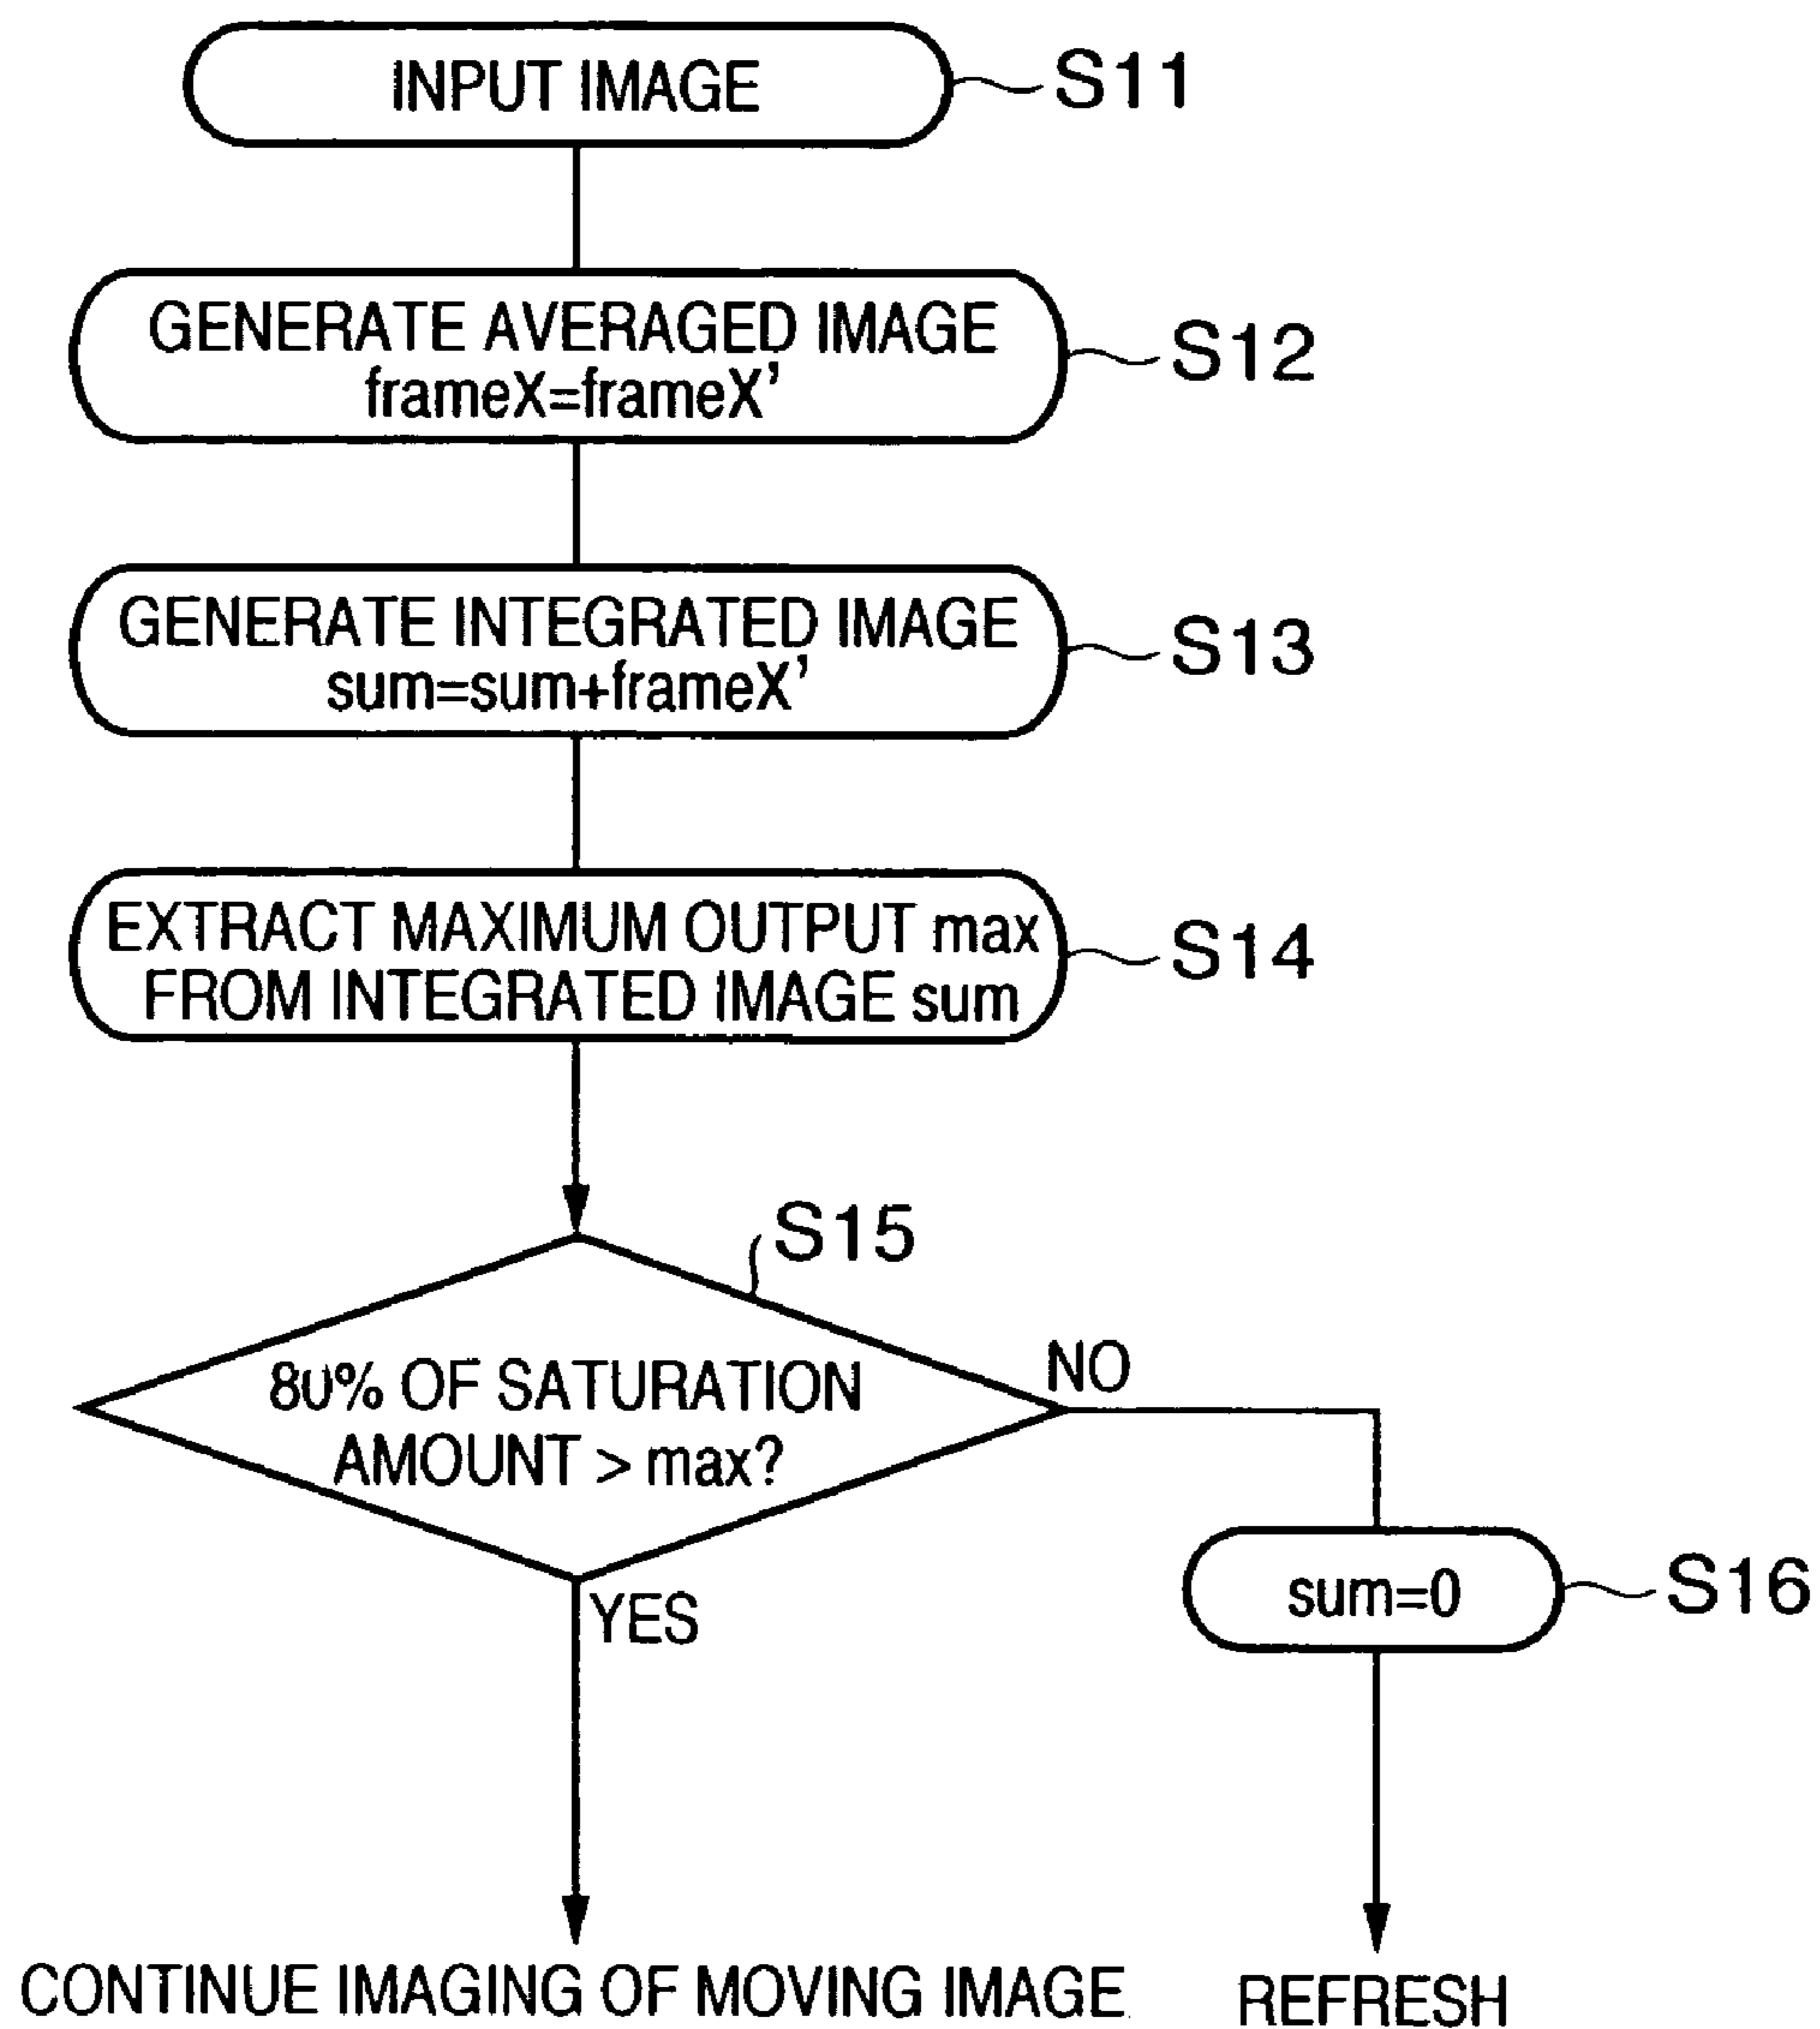 INPUT IMAGE
S11
GENERATE AVERAGED IMAGE
frameX=frameX'
S12
GENERATE INTEGRATED IMAGE
sum=sum+frameX'
S13
EXTRACT MAXIMUM OUTPUT max
FROM INTEGRATED IMAGE sum
S14
S15
80% OF SATURATION
AMOUNT > max?
NO
YES
sum=0
S16
CONTINUE IMAGING OF MOVING IMAGE
REFRESH